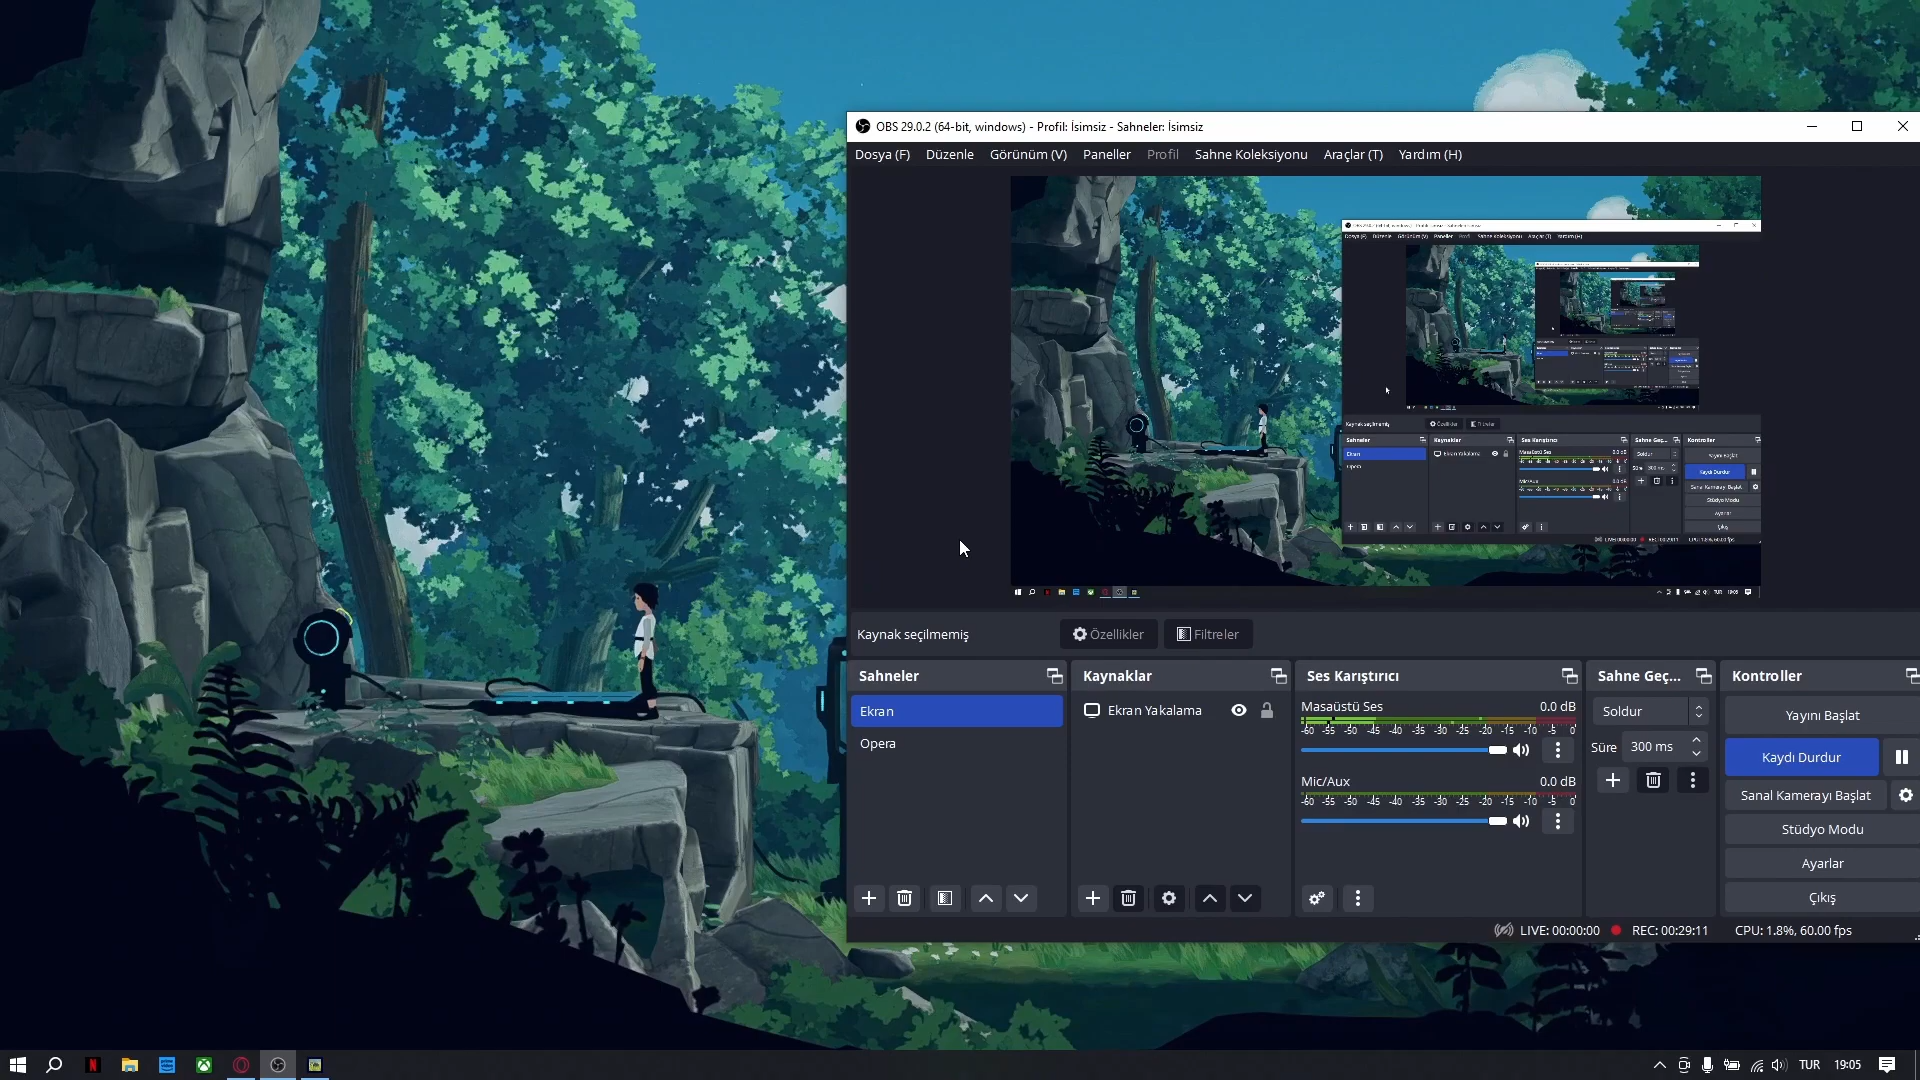 OBS 29.0.2 (64-bit, windows) - Profil: İsimsiz - Sahneler: İsimsiz
Dosya (F) Düzenle Görünüm (V) Paneller Profil Sahne Koleksiyonu Araçlar (T) Yardım (H)
Kaynak seçilmemiş Özellikler Filtreler
Sahneler
Ekran
Opera
Kaynaklar
Ekran Yakalama
Ses Karıştırıcı
Masaüstü Ses 0.0 dB
-60 -55 -50 -45 -40 -35 -30 -25 -20 -15 -10 -5 0
Mic/Aux 0.0 dB
-60 -55 -50 -45 -40 -35 -30 -25 -20 -15 -10 -5 0
Sahne Geç...
Soldur
Süre 300 ms
Kontroller
Yayını Başlat
Kaydı Durdur
Sanal Kamerayı Başlat
Stüdyo Modu
Ayarlar
Çıkış
LIVE: 00:00:00 REC: 00:29:11 CPU: 1.8%, 60.00 fps
TUR 19:05